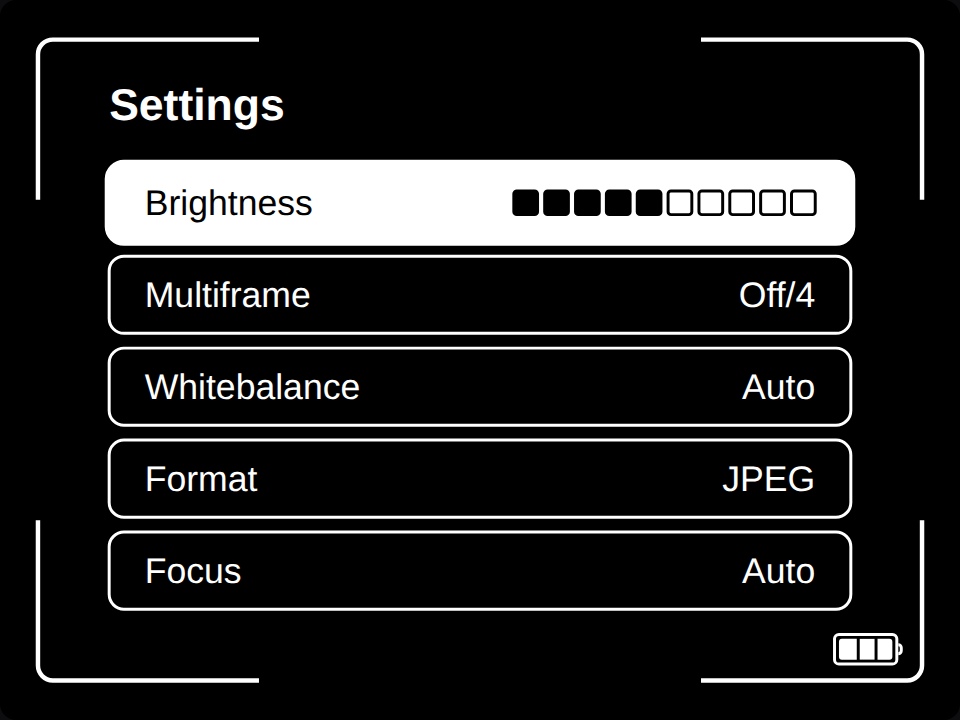 Settings
Brightness
Multiframe Off/4
Whitebalance Auto
Format JPEG
Focus Auto